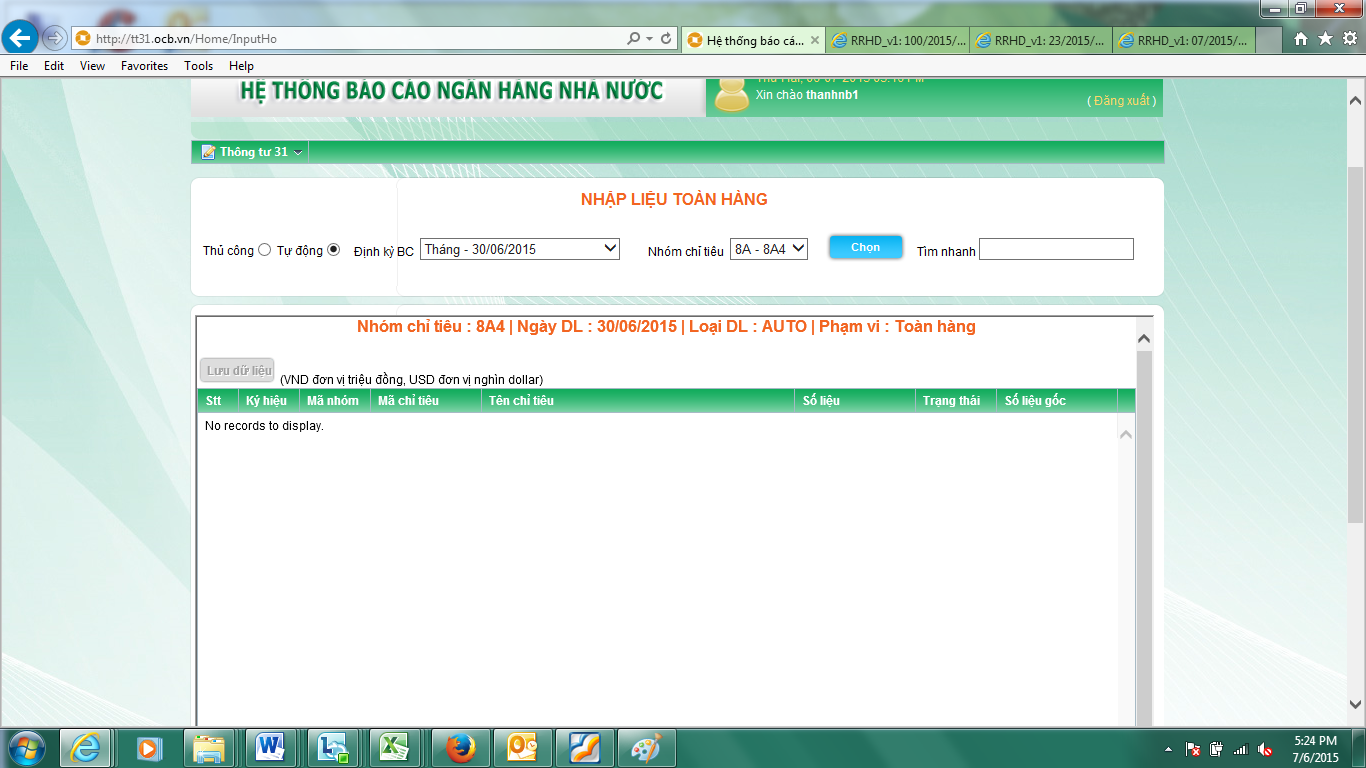 http://tt31.ocb.vn/Home/InputHo
Hệ thống báo cá...
RRHD_v1: 100/2015/...
RRHD_v1: 23/2015/...
RRHD_v1: 07/2015/...
File Edit View Favorites Tools Help
HỆ THỐNG BÁO CÁO NGÂN HÀNG NHÀ NƯỚC
Xin chào thanhnb1
( Đăng xuất )
Thông tư 31
NHẬP LIỆU TOÀN HÀNG
Thủ công Tự động Định kỳ BC Tháng - 30/06/2015 Nhóm chỉ tiêu 8A - 8A4 Chọn Tìm nhanh
Nhóm chỉ tiêu : 8A4 | Ngày DL : 30/06/2015 | Loại DL : AUTO | Phạm vi : Toàn hàng
Lưu dữ liệu (VND đơn vị triệu đồng, USD đơn vị nghìn dollar)
Stt Ký hiệu Mã nhóm Mã chỉ tiêu Tên chỉ tiêu Số liệu Trạng thái Số liệu gốc
No records to display.
5:24 PM
7/6/2015